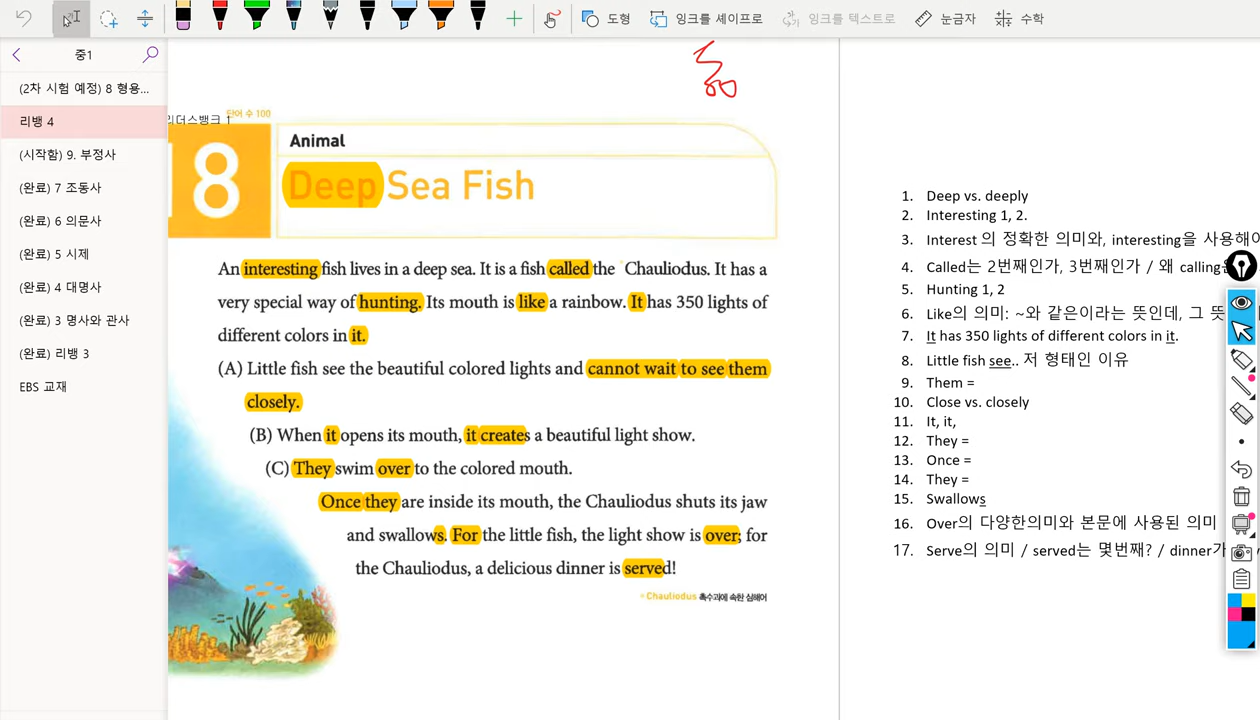 도형
잉크를 셰이프로
잉크를 텍스트로
눈금자
수학
중1
(2차 시험 예정) 8 형용...
리뱅 4
(시작함) 9. 부정사
(완료) 7 조동사
(완료) 6 의문사
(완료) 5 시제
(완료) 4 대명사
(완료) 3 명사와 관사
(완료) 리뱅 3
EBS 교재
리더스뱅크 1
단어 수 100
18
Animal
Deep Sea Fish
An interesting fish lives in a deep sea. It is a fish called the *Chauliodus. It has a
very special way of hunting. Its mouth is like a rainbow. It has 350 lights of
different colors in it.
(A) Little fish see the beautiful colored lights and cannot wait to see them
closely.
(B) When it opens its mouth, it creates a beautiful light show.
(C) They swim over to the colored mouth.
Once they are inside its mouth, the Chauliodus shuts its jaw
and swallows. For the little fish, the light show is over; for
the Chauliodus, a delicious dinner is served!
* Chauliodus 촉수과에 속한 심해어
1. Deep vs. deeply
2. Interesting 1, 2.
3. Interest 의 정확한 의미와, interesting을 사용해야
4. Called는 2번째인가, 3번째인가 / 왜 calling은
5. Hunting 1, 2
6. Like의 의미: ~와 같은이라는 뜻인데, 그 뜻
7. It has 350 lights of different colors in it.
8. Little fish see.. 저 형태인 이유
9. Them =
10. Close vs. closely
11. It, it,
12. They =
13. Once =
14. They =
15. Swallows
16. Over의 다양한의미와 본문에 사용된 의미
17. Serve의 의미 / served는 몇번째? / dinner가